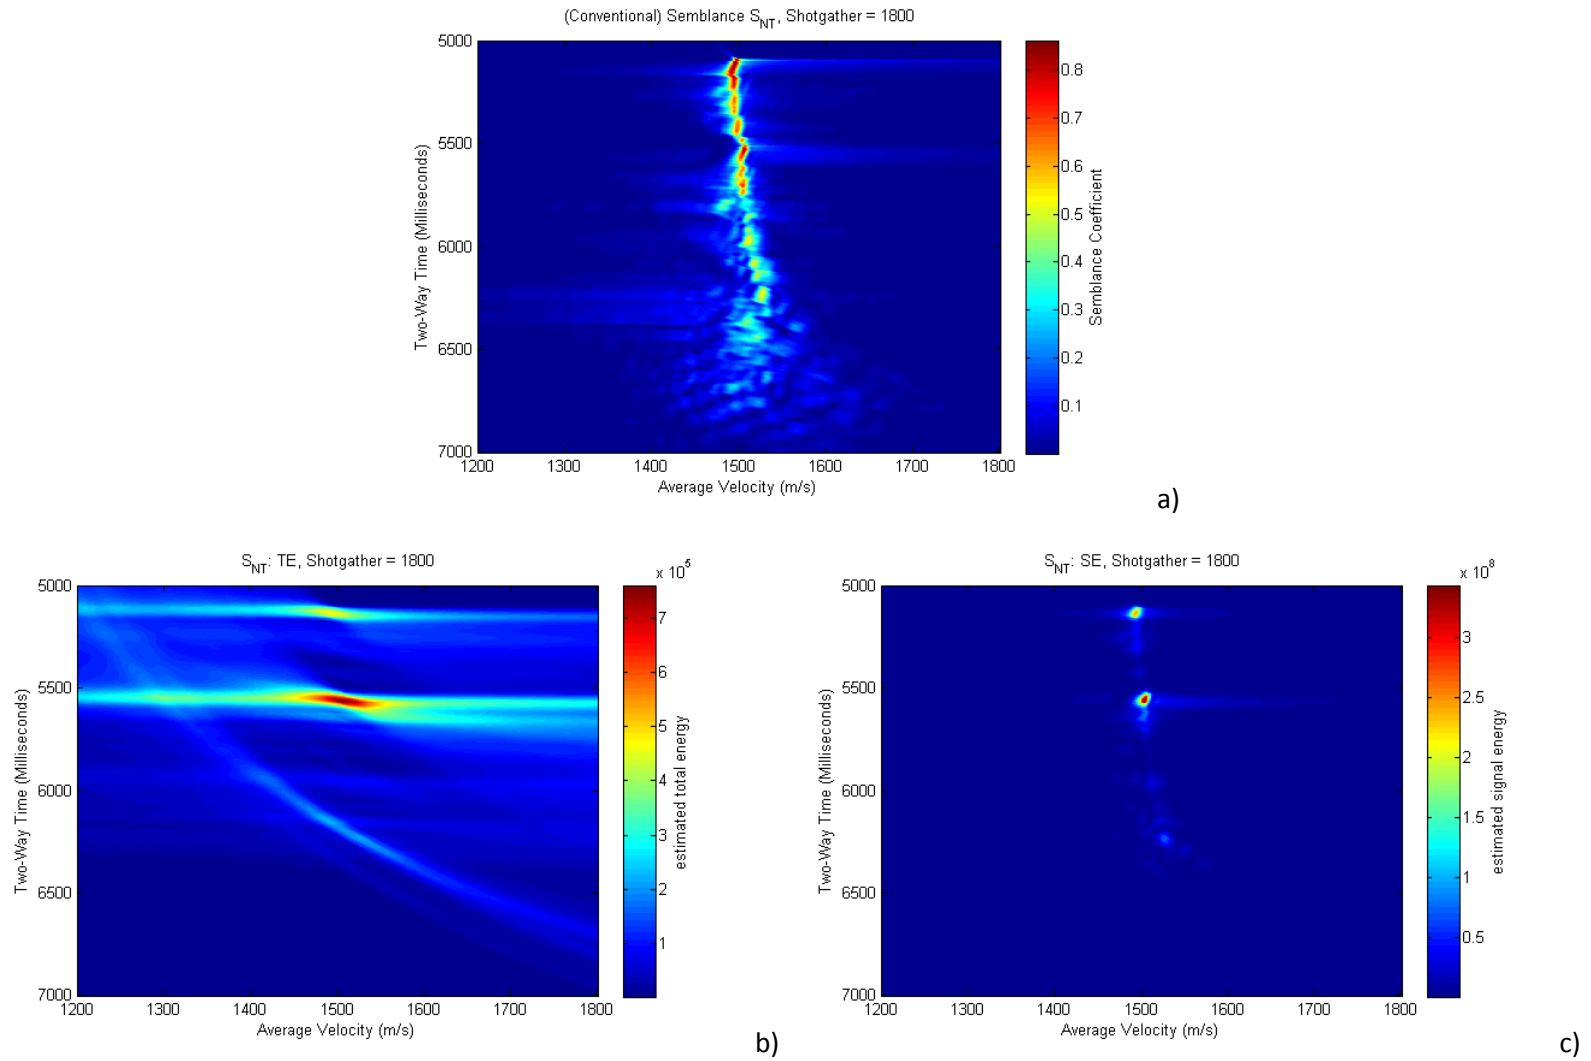 (Conventional) Semblance S_NT, Shotgather = 1800
5000
5500
6000
6500
7000
Two-Way Time (Milliseconds)
1200 1300 1400 1500 1600 1700 1800
Average Velocity (m/s)
0.8
0.7
0.6
0.5
0.4
0.3
0.2
0.1
Semblance Coefficient
a)
S_NT: TE, Shotgather = 1800
x 10^5
5000
5500
6000
6500
7000
Two-Way Time (Milliseconds)
1200 1300 1400 1500 1600 1700 1800
Average Velocity (m/s)
7
6
5
4
3
2
1
estimated total energy
b)
S_NT: SE, Shotgather = 1800
x 10^8
5000
5500
6000
6500
7000
Two-Way Time (Milliseconds)
1200 1300 1400 1500 1600 1700 1800
Average Velocity (m/s)
3
2.5
2
1.5
1
0.5
estimated signal energy
c)